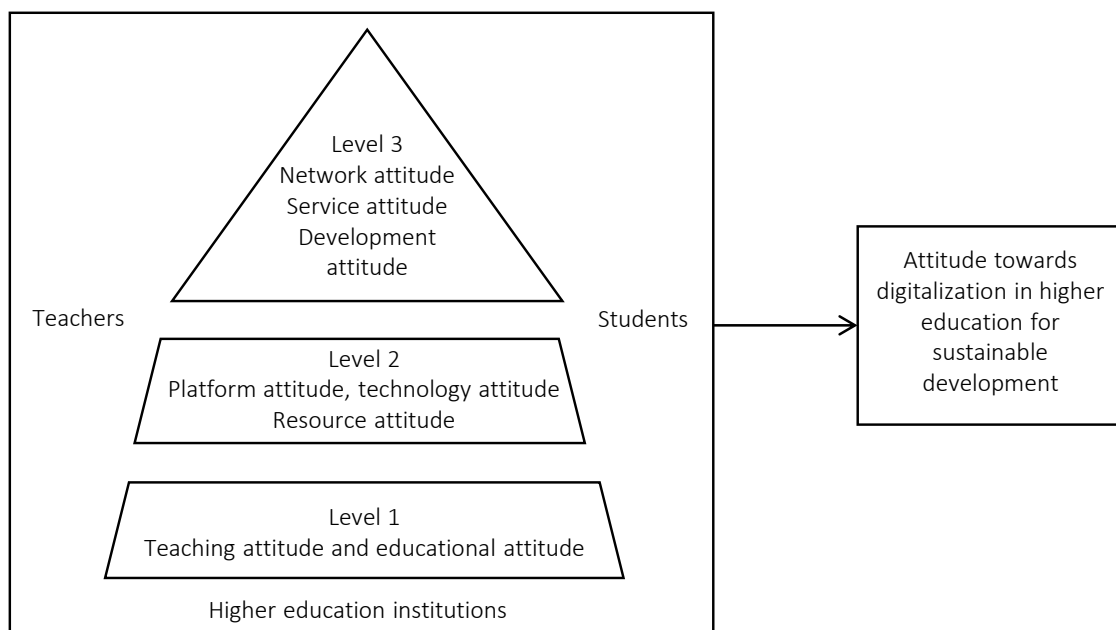 Level 3
Network attitude
Service attitude
Development
attitude
Teachers
Students
Level 2
Platform attitude, technology attitude
Resource attitude
Level 1
Teaching attitude and educational attitude
Higher education institutions
Attitude towards
digitalization in higher
education for
sustainable
development